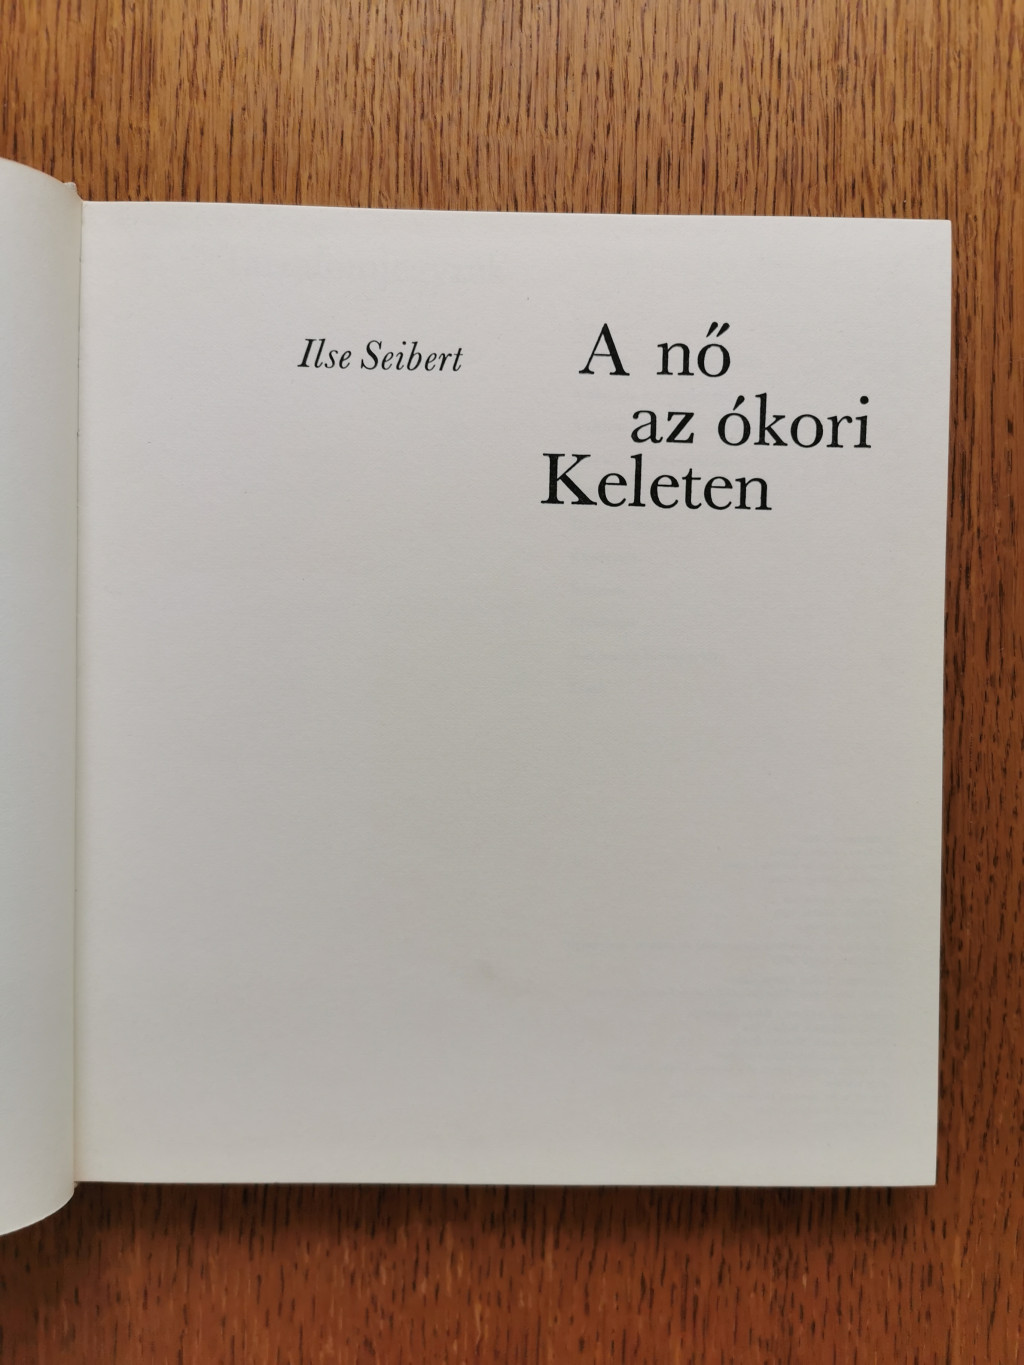 Ilse Seibert
A nő
az ókori
Keleten